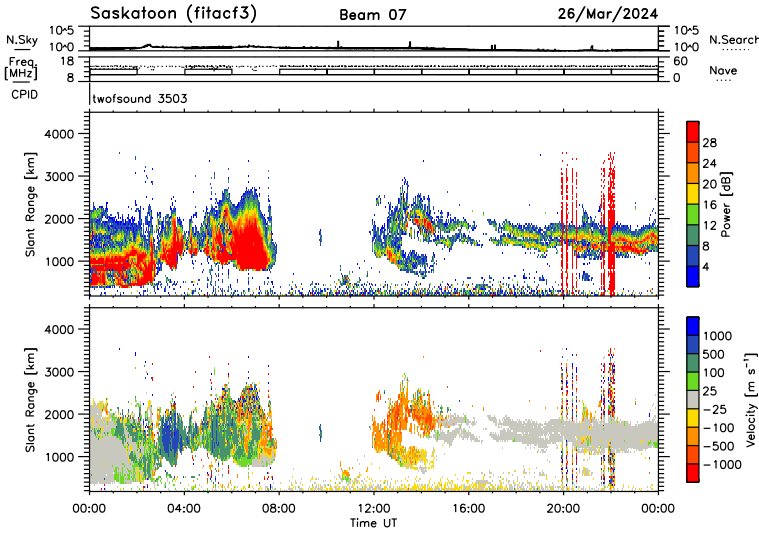 Saskatoon (fitacf3) Beam 07 26/Mar/2024
N.Sky 10^5 10^0 10^5 10^0 N.Search
Freq. [MHz] 18 8 60 0 Nave
CPID twofsound 3503
Slant Range [km]
4000
3000
2000
1000
28
24
20
16
12
8
4
Power [dB]
Slant Range [km]
4000
3000
2000
1000
1000
500
100
25
-25
-100
-500
-1000
Velocity [m s⁻¹]
00:00 04:00 08:00 12:00 16:00 20:00 00:00
Time UT